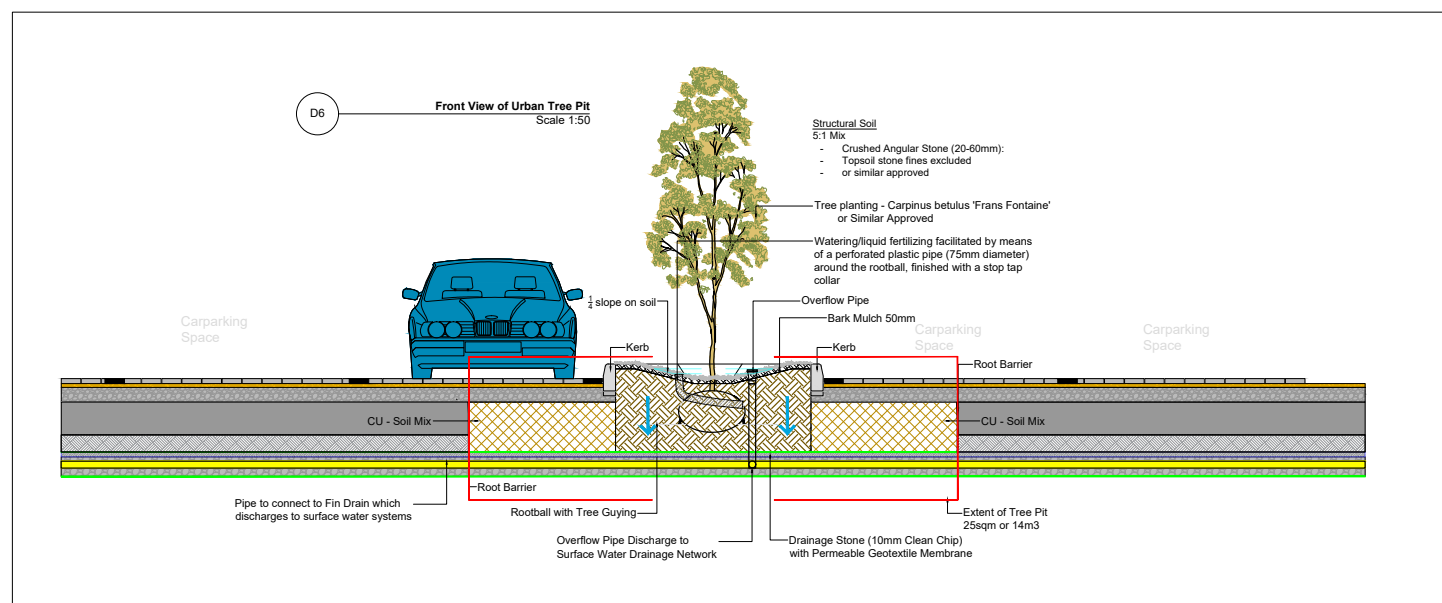 D6
Front View of Urban Tree Pit
Scale 1:50
Structural Soil
5:1 Mix
- Crushed Angular Stone (20-60mm):
- Topsoil stone fines excluded
- or similar approved
Tree planting - Carpinus betulus 'Frans Fontaine'
or Similar Approved
Watering/liquid fertilizing facilitated by means
of a perforated plastic pipe (75mm diameter)
around the rootball, finished with a stop tap
collar
1/4 slope on soil
Overflow Pipe
Bark Mulch 50mm
Carparking
Space
Carparking
Space
Carparking
Space
Kerb
Kerb
Root Barrier
CU - Soil Mix
CU - Soil Mix
Root Barrier
Pipe to connect to Fin Drain which
discharges to surface water systems
Rootball with Tree Guying
Extent of Tree Pit
25sqm or 14m3
Overflow Pipe Discharge to
Surface Water Drainage Network
Drainage Stone (10mm Clean Chip)
with Permeable Geotextile Membrane